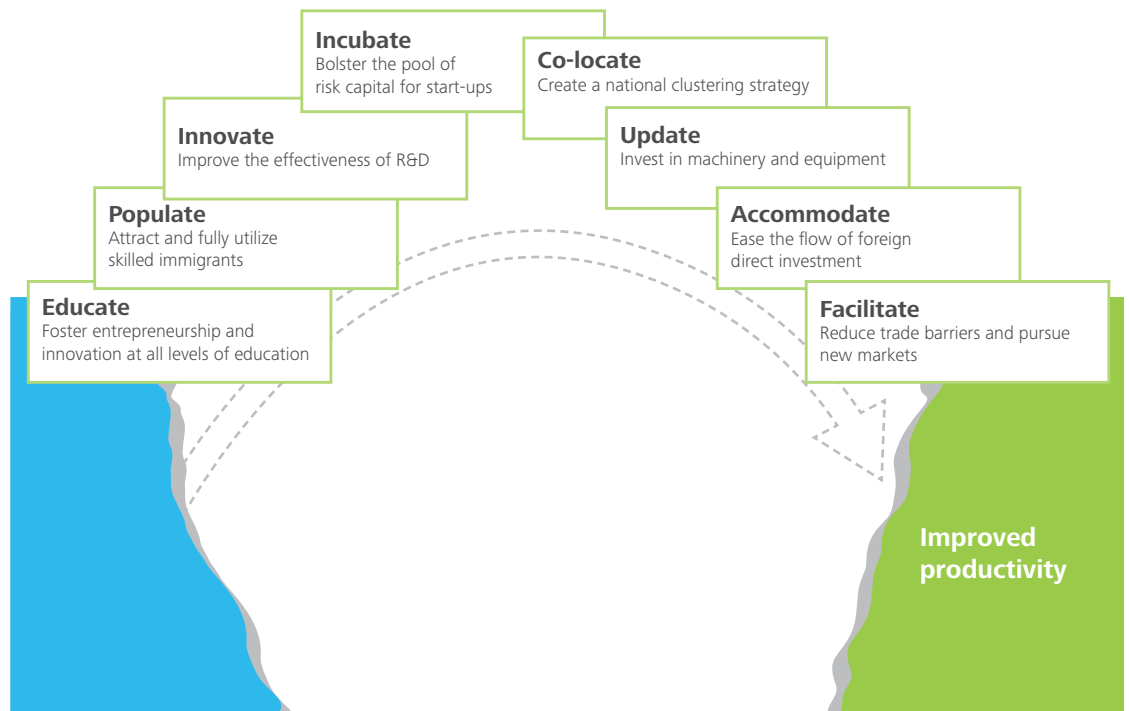 Incubate
Bolster the pool of
risk capital for start-ups
Co-locate
Create a national clustering strategy
Innovate
Improve the effectiveness of R&D
Update
Invest in machinery and equipment
Populate
Attract and fully utilize
skilled immigrants
Accommodate
Ease the flow of foreign
direct investment
Educate
Foster entrepreneurship and
innovation at all levels of education
Facilitate
Reduce trade barriers and pursue
new markets
Improved
productivity